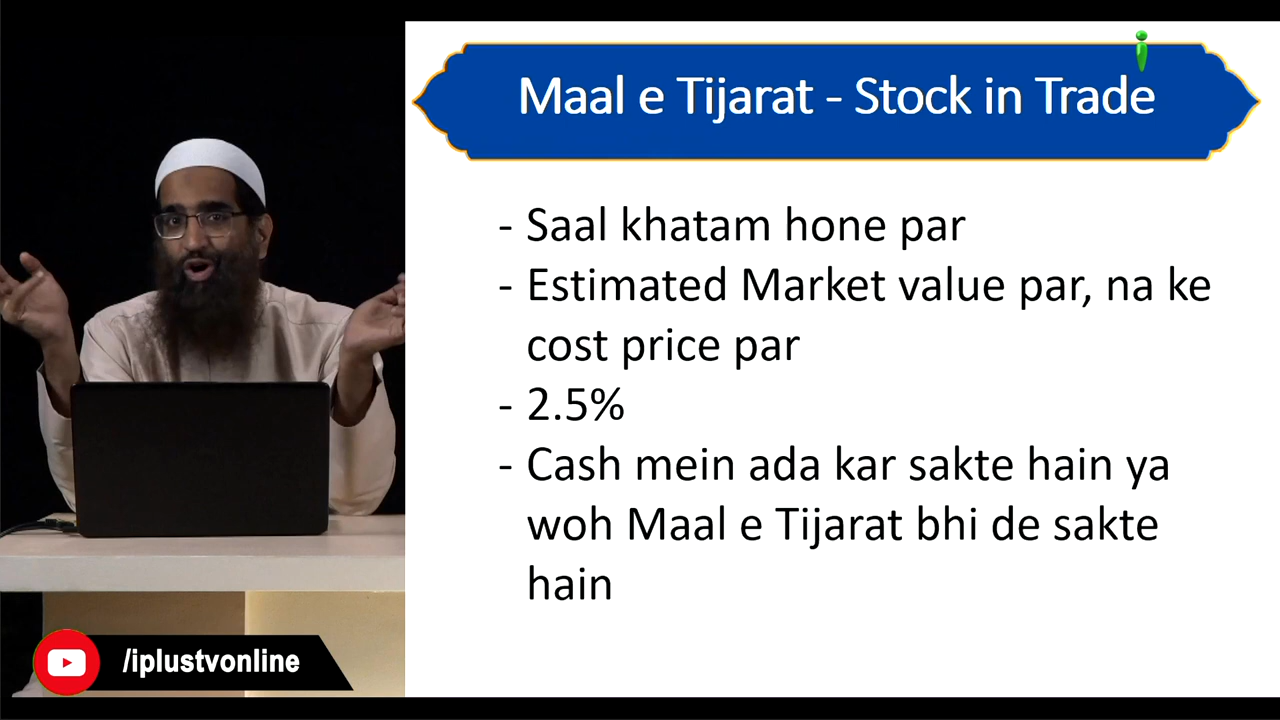 Maal e Tijarat - Stock in Trade
- Saal khatam hone par
- Estimated Market value par, na ke
cost price par
- 2.5%
- Cash mein ada kar sakte hain ya
woh Maal e Tijarat bhi de sakte
hain
/iplustvonline